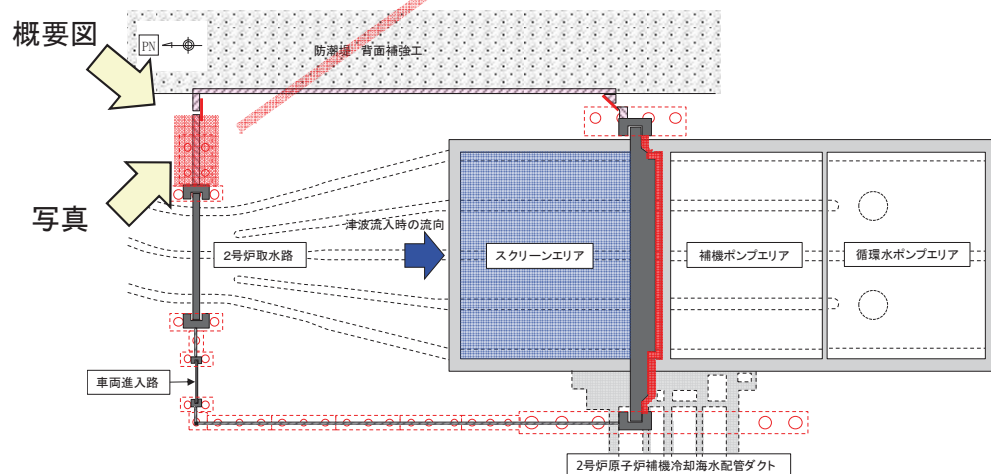 概要図
PN
防潮堤 背面補強工
写真
津波流入時の流向
2号炉取水路
スクリーンエリア
補機ポンプエリア
循環水ポンプエリア
車両進入路
2号炉原子炉補機冷却海水配管ダクト